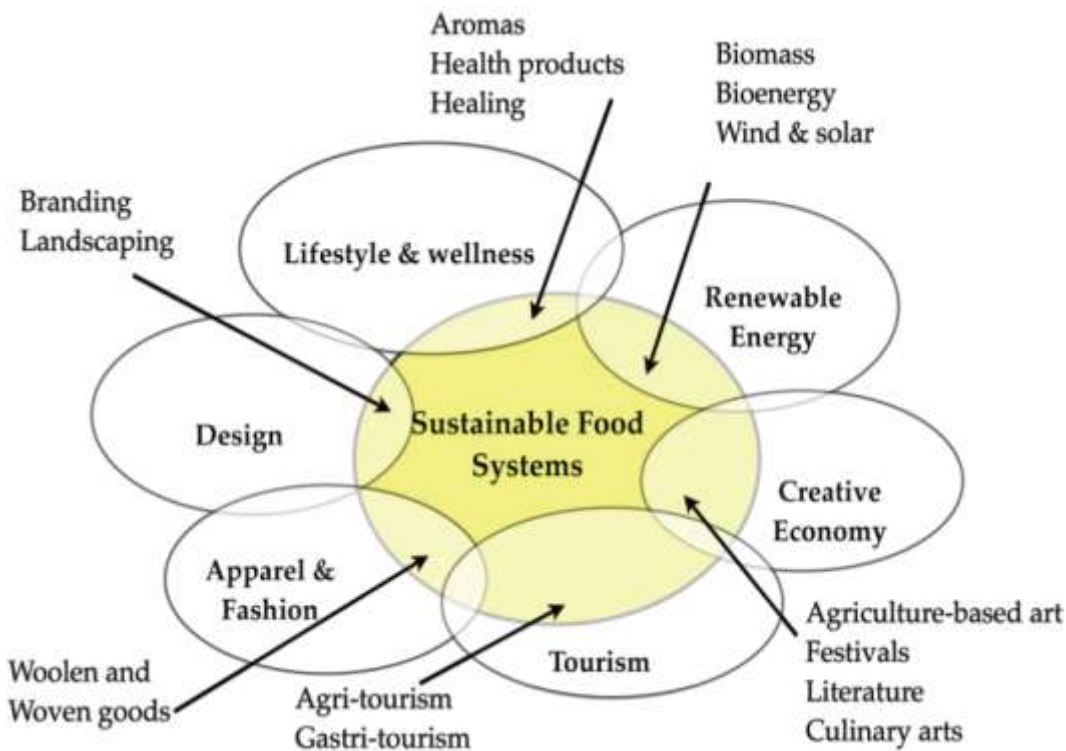 Aromas
Health products
Healing
Biomass
Bioenergy
Wind & solar
Branding
Landscaping
Lifestyle & wellness
Renewable
Energy
Design
Sustainable Food
Systems
Creative
Economy
Apparel &
Fashion
Tourism
Woolen and
Woven goods
Agri-tourism
Gastri-tourism
Agriculture-based art
Festivals
Literature
Culinary arts